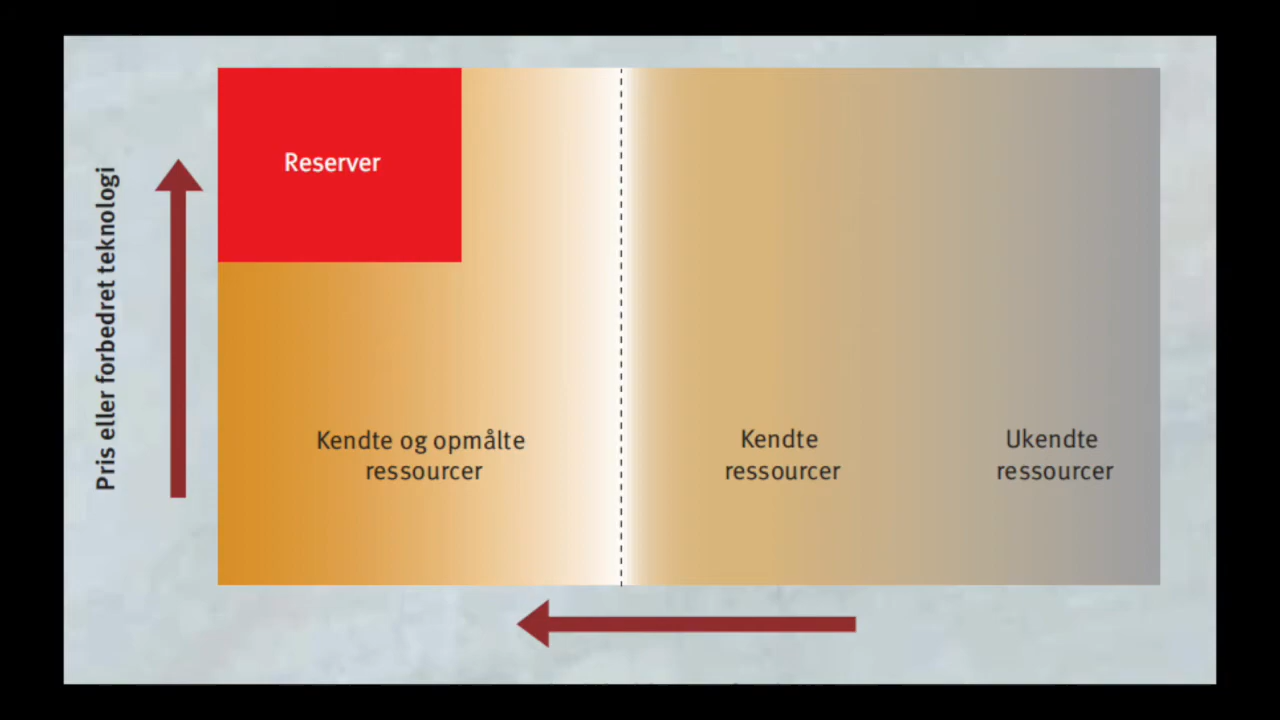 Reserver
Pris eller forbedret teknologi
Kendte og opmålte
ressourcer
Kendte
ressourcer
Ukendte
ressourcer